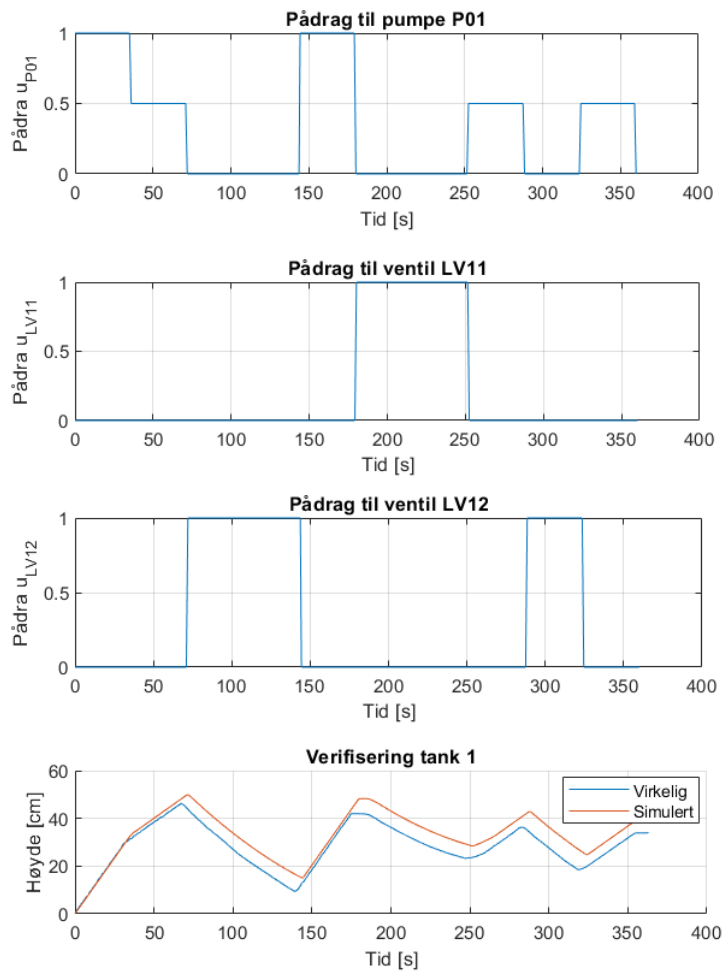 Pådrag til pumpe P01
Pådra u_P01
1
0.5
0
0 50 100 150 200 250 300 350 400
Tid [s]
Pådrag til ventil LV11
Pådra u_LV11
1
0.5
0
0 50 100 150 200 250 300 350 400
Tid [s]
Pådrag til ventil LV12
Pådra u_LV12
1
0.5
0
0 50 100 150 200 250 300 350 400
Tid [s]
Verifisering tank 1
Høyde [cm]
60
40
20
0
Virkelig
Simulert
0 50 100 150 200 250 300 350 400
Tid [s]